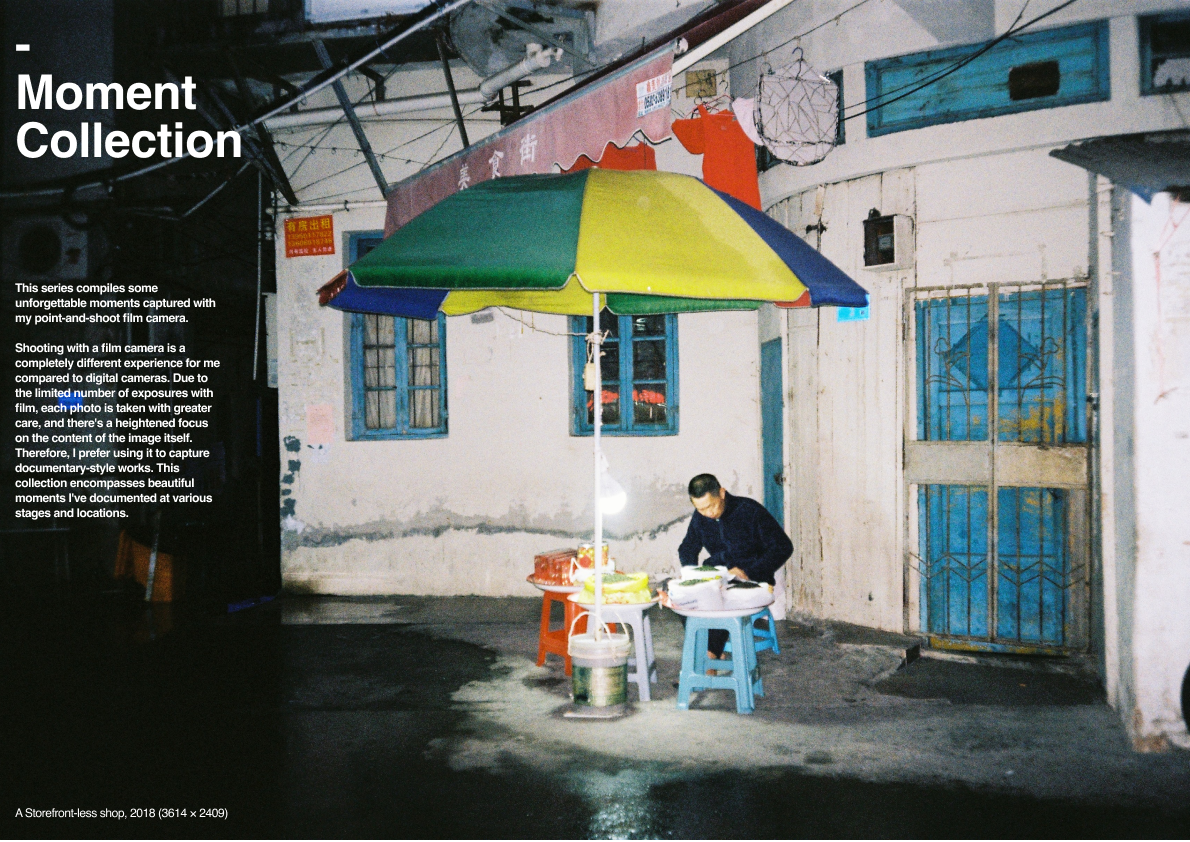 -
Moment
Collection
美食街
有房出租
This series compiles some
unforgettable moments captured with
my point-and-shoot film camera.
Shooting with a film camera is a
completely different experience for me
compared to digital cameras. Due to
the limited number of exposures with
film, each photo is taken with greater
care, and there's a heightened focus
on the content of the image itself.
Therefore, I prefer using it to capture
documentary-style works. This
collection encompasses beautiful
moments I've documented at various
stages and locations.
A Storefront-less shop, 2018 (3614 × 2409)